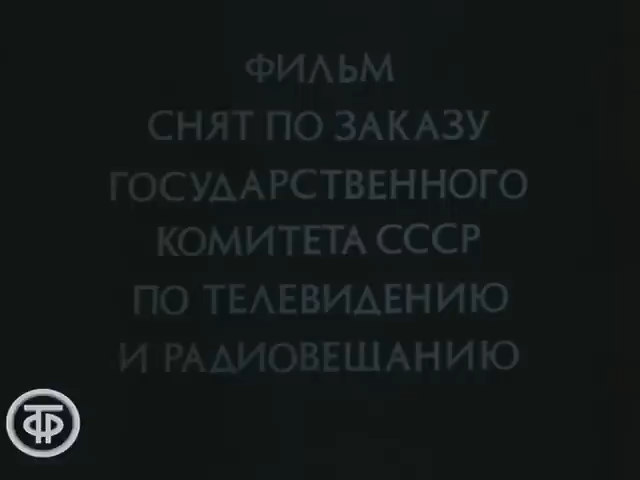 ФИЛЬМ
СНЯТ ПО ЗАКАЗУ
ГОСУДАРСТВЕННОГО
КОМИТЕТА СССР
ПО ТЕЛЕВИДЕНИЮ
И РАДИОВЕЩАНИЮ